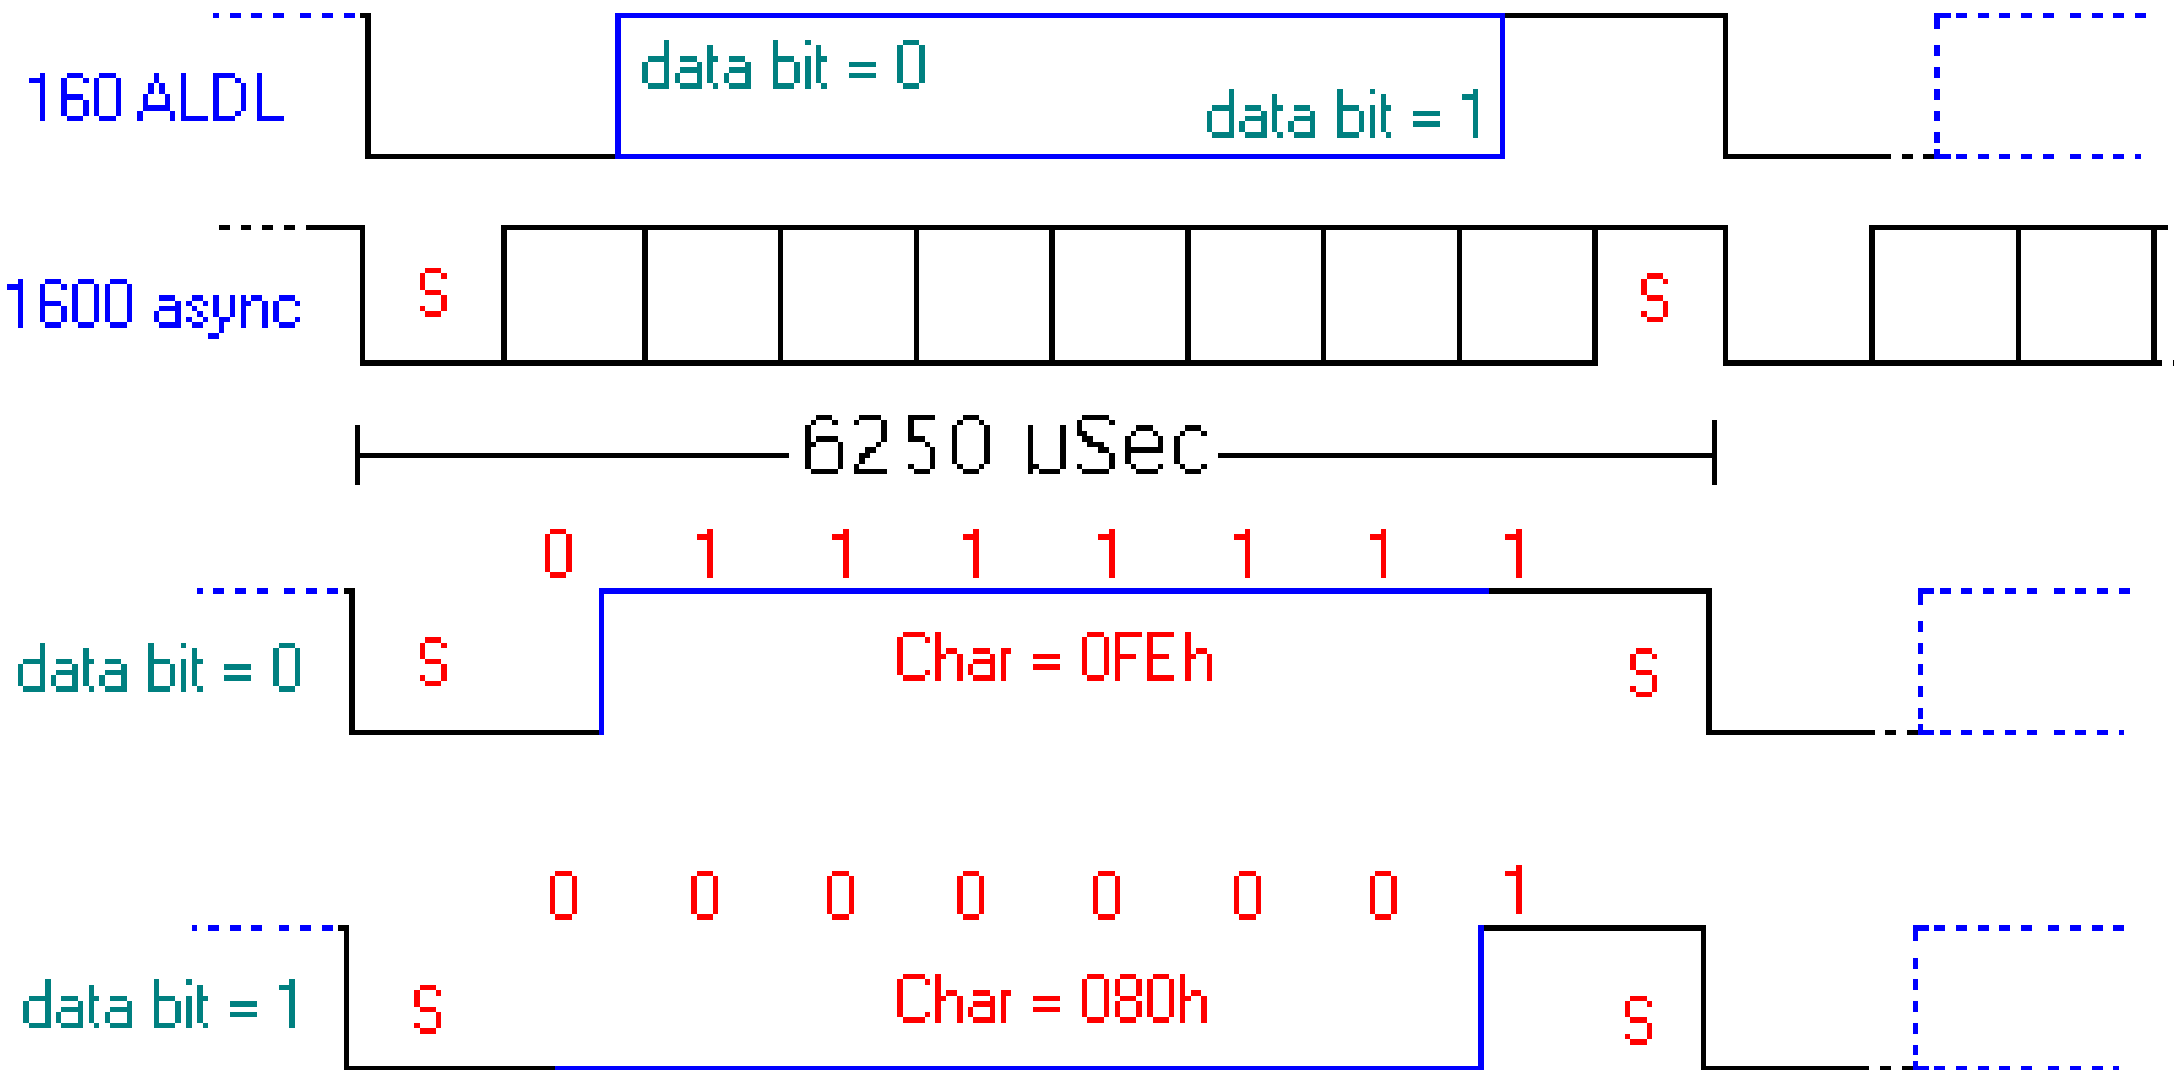 160 ALDL
data bit = 0
data bit = 1
1600 async
S
S
6250 uSec
0 1 1 1 1 1 1 1
data bit = 0
S
Char = 0FEh
S
0 0 0 0 0 0 0 1
data bit = 1
S
Char = 080h
S